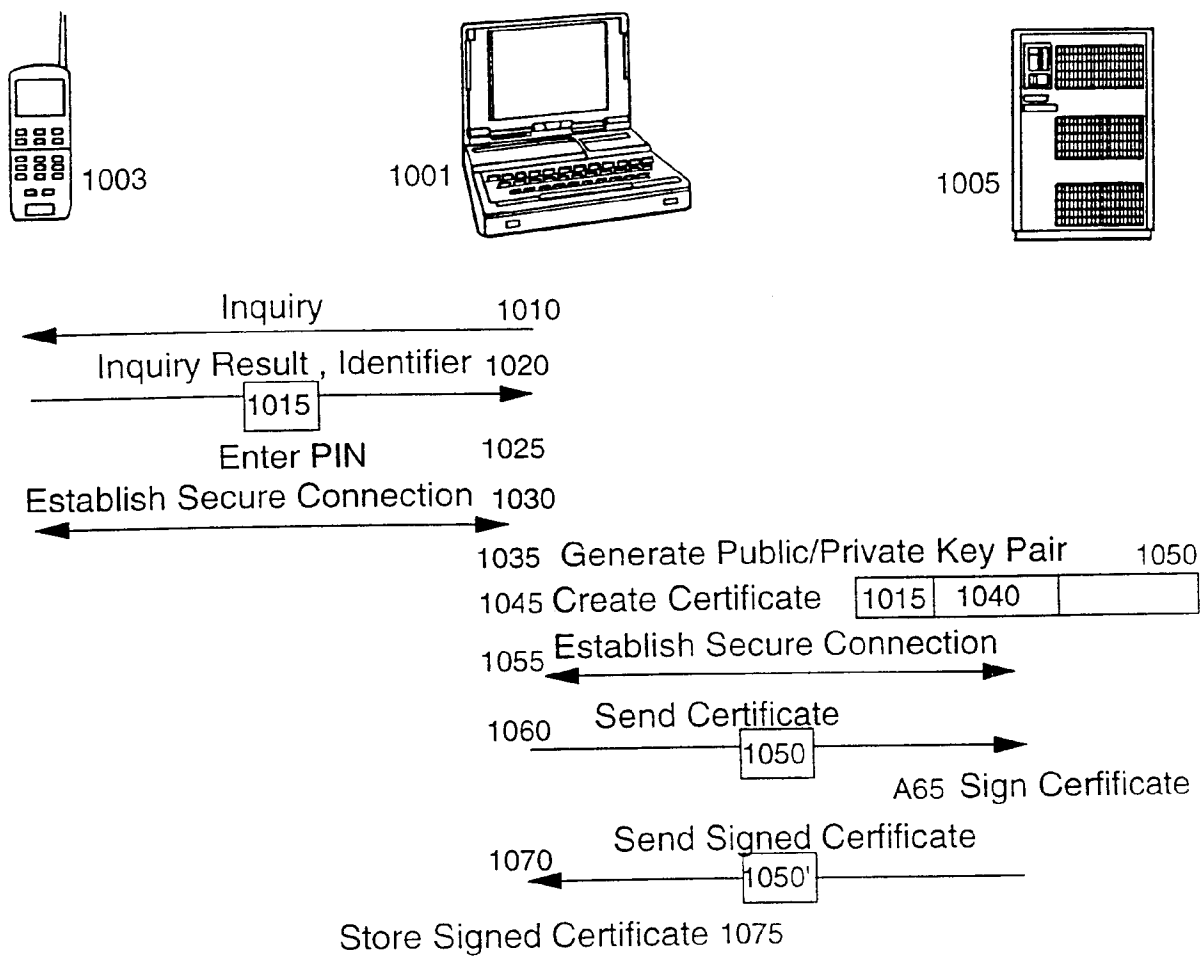 1003
1001
1005
Inquiry 1010
Inquiry Result , Identifier 1020
1015
Enter PIN 1025
Establish Secure Connection 1030
1035 Generate Public/Private Key Pair 1050
1045 Create Certificate 1015 1040
1055 Establish Secure Connection
1060 Send Certificate
1050
A65 Sign Cerfificate
1070 Send Signed Cerfificate
1050'
Store Signed Certificate 1075